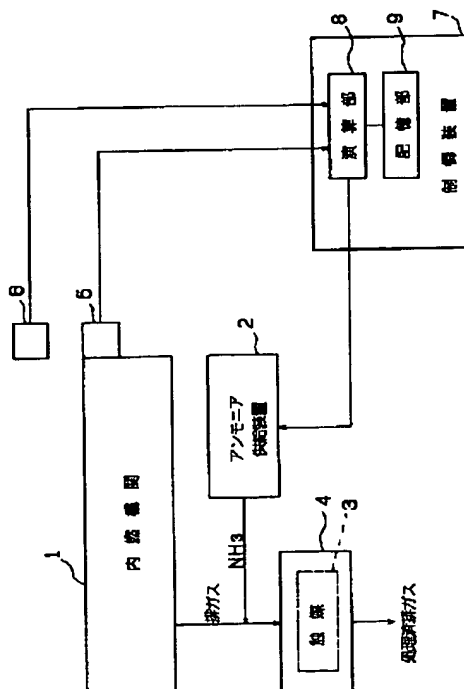 6
1
5
内燃機関
排ガス
NH3
アンモニア
供給装置
2
4
触媒
3
演算部
8
記憶部
9
処理済排ガス
制御装置
7